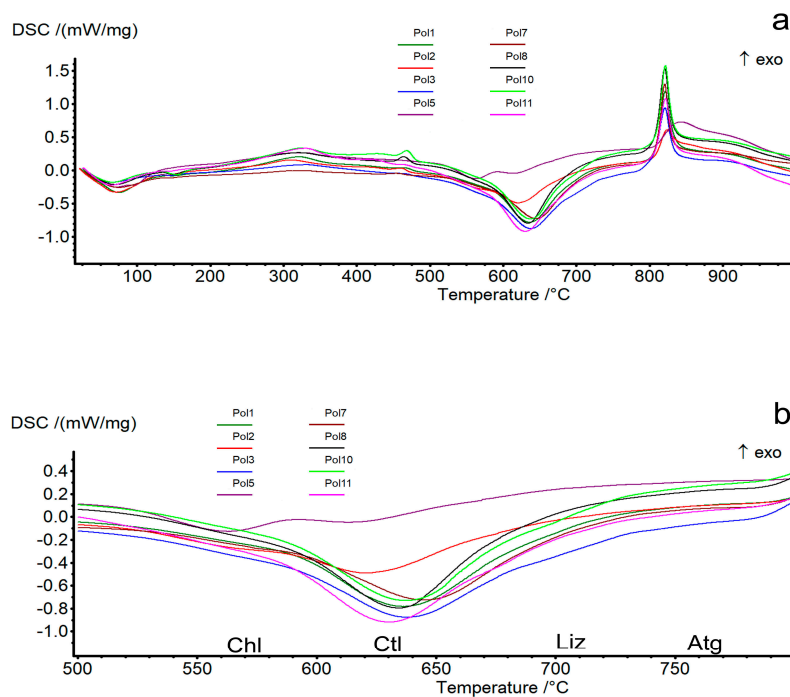 a
DSC /(mW/mg)
Pol1 Pol7
Pol2 Pol8
Pol3 Pol10
Pol5 Pol11
↑ exo
1.5
1.0
0.5
0.0
-0.5
-1.0
100 200 300 400 500 600 700 800 900
Temperature /°C
b
DSC /(mW/mg)
Pol1 Pol7
Pol2 Pol8
Pol3 Pol10
Pol5 Pol11
↑ exo
0.4
0.2
0.0
-0.2
-0.4
-0.6
-0.8
-1.0
Chl Ctl Liz Atg
500 550 600 650 700 750
Temperature /°C